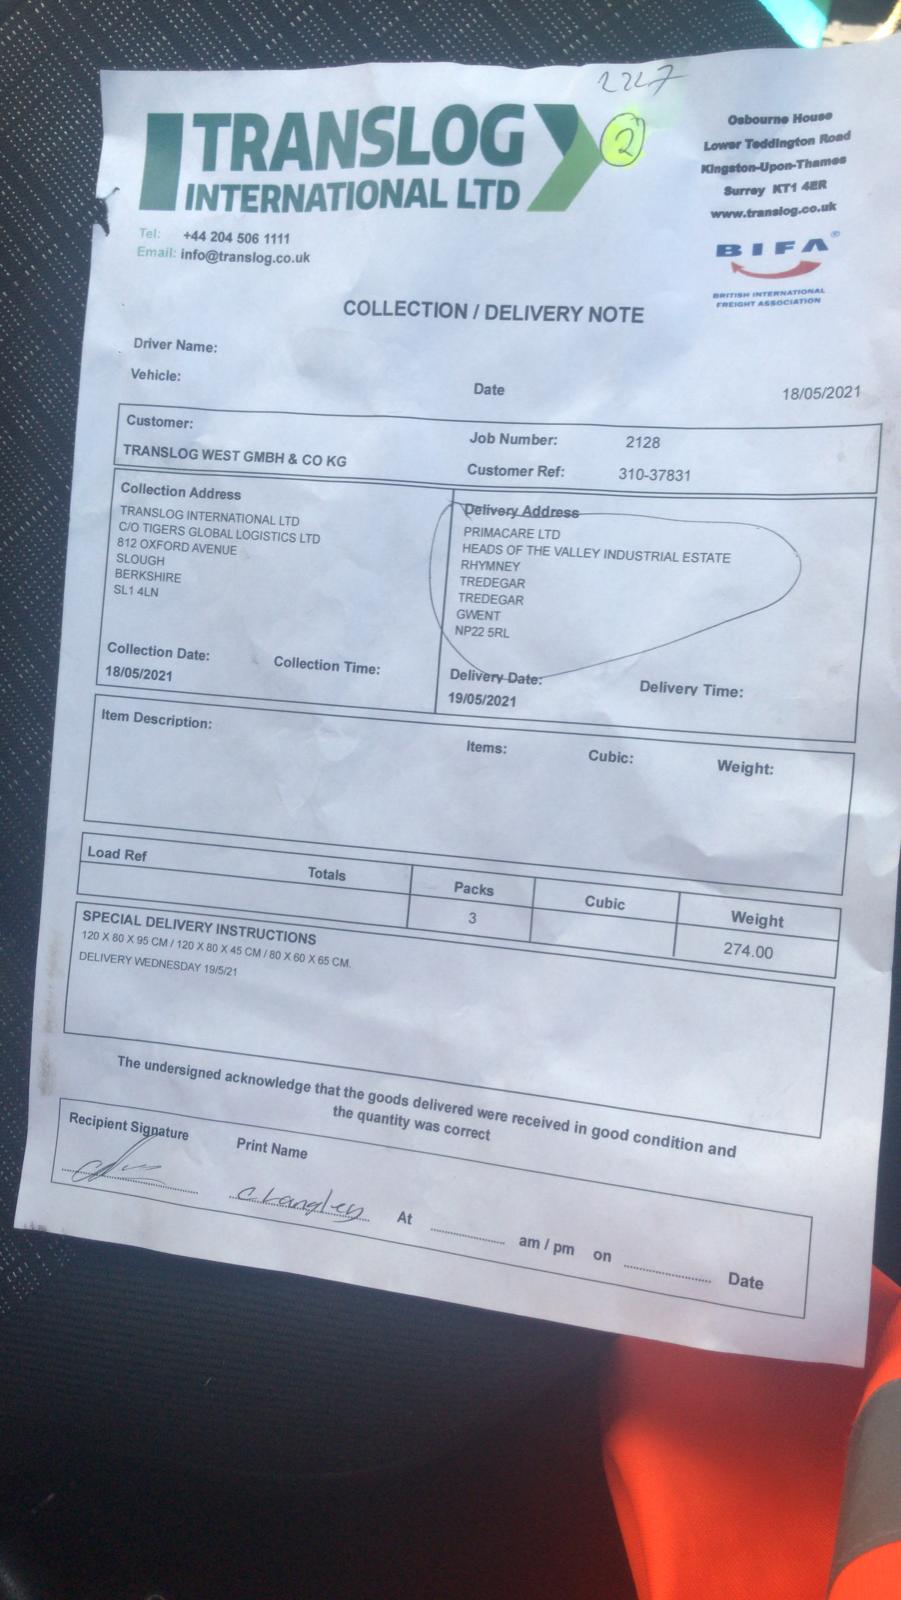 2227
TRANSLOG
INTERNATIONAL LTD
2
Osbourne House
Lower Teddington Road
Kingston-Upon-Thames
Surrey KT1 4ER
www.translog.co.uk
Tel: +44 204 506 1111
Email: info@translog.co.uk
BIFA®
BRITISH INTERNATIONAL
FREIGHT ASSOCIATION
COLLECTION / DELIVERY NOTE
Driver Name:
Vehicle:
Date 18/05/2021
Customer:
TRANSLOG WEST GMBH & CO KG
Job Number: 2128
Customer Ref: 310-37831
Collection Address
TRANSLOG INTERNATIONAL LTD
C/O TIGERS GLOBAL LOGISTICS LTD
812 OXFORD AVENUE
SLOUGH
BERKSHIRE
SL1 4LN
Collection Date: Collection Time:
18/05/2021
Delivery Address
PRIMACARE LTD
HEADS OF THE VALLEY INDUSTRIAL ESTATE
RHYMNEY
TREDEGAR
TREDEGAR
GWENT
NP22 5RL
Delivery Date: Delivery Time:
19/05/2021
Item Description: Items: Cubic: Weight:
Load Ref Totals Packs Cubic Weight
3 274.00
SPECIAL DELIVERY INSTRUCTIONS
120 X 80 X 95 CM / 120 X 80 X 45 CM / 80 X 60 X 65 CM.
DELIVERY WEDNESDAY 19/5/21
The undersigned acknowledge that the goods delivered were received in good condition and
the quantity was correct
Recipient Signature Print Name
C Langley At am / pm on Date